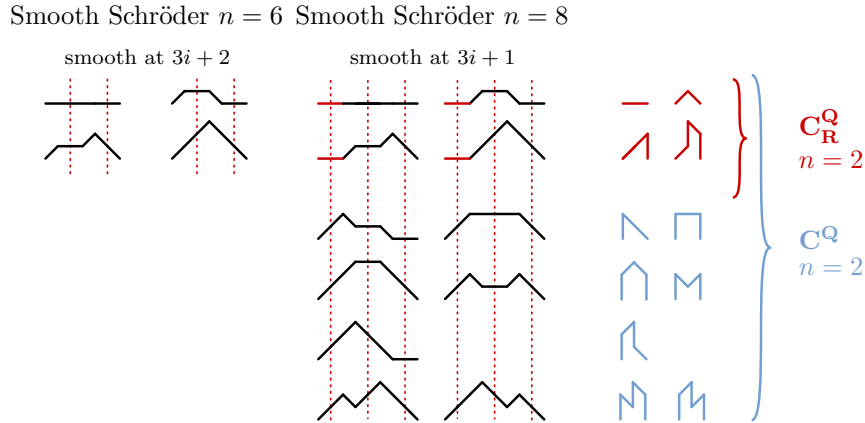 Smooth Schröder n = 6 Smooth Schröder n = 8
smooth at 3i + 2 smooth at 3i + 1
C^Q_R
n = 2
C^Q
n = 2